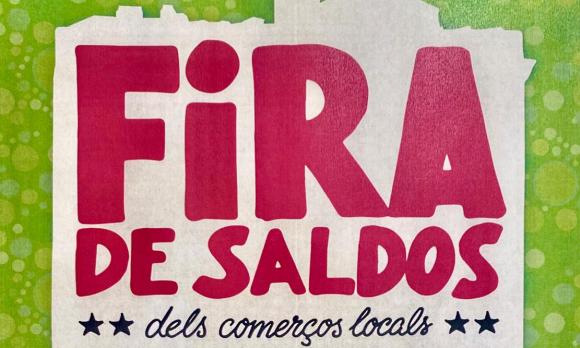 FiRA
DE SALDOS
★★ dels comerços locals ★★